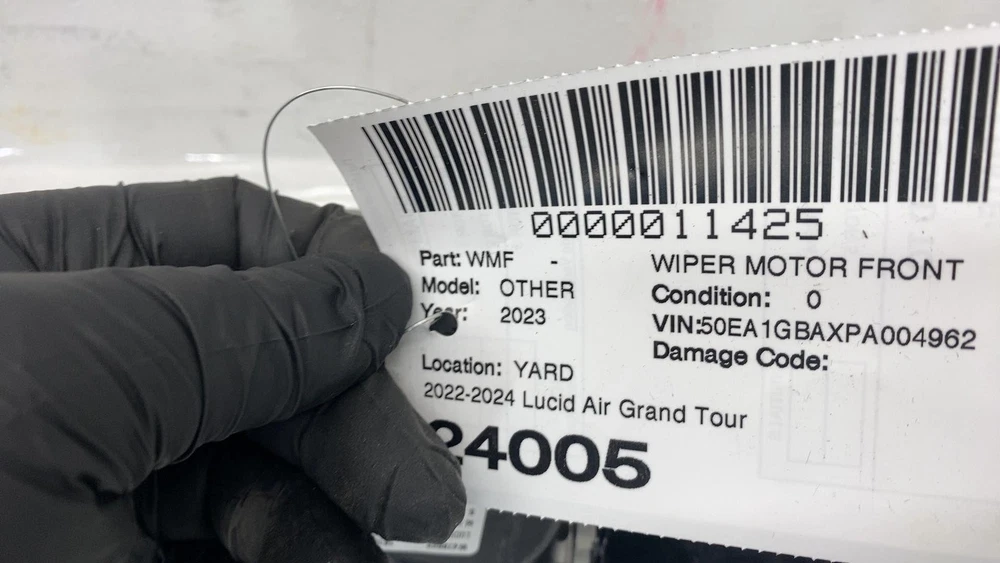 0000011425
Part: WMF -
WIPER MOTOR FRONT
Model: OTHER
Condition: 0
Year: 2023
VIN:50EA1GBAXPA004962
Damage Code:
Location: YARD
2022-2024 Lucid Air Grand Tour
24005